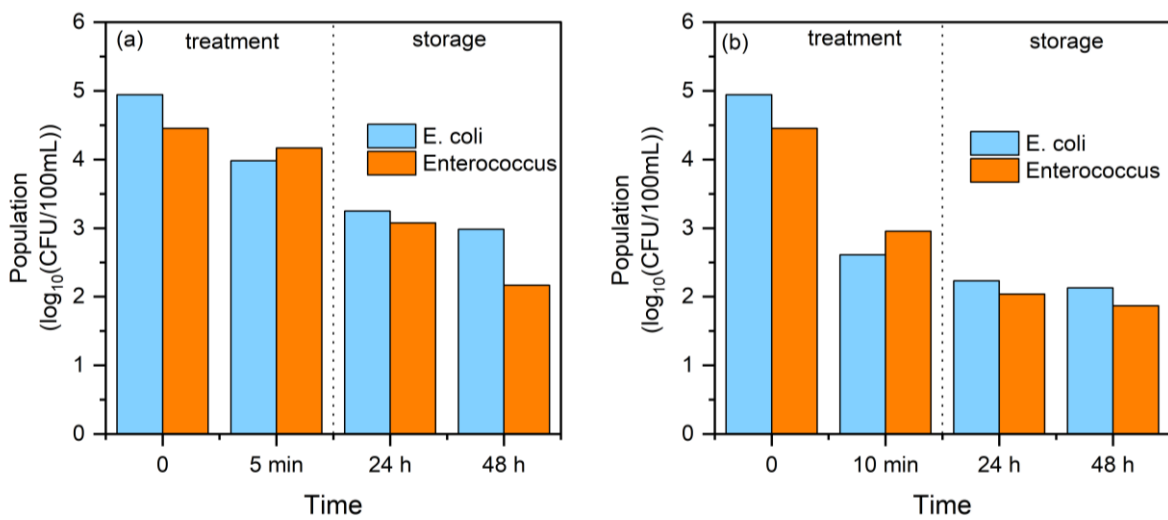 (a) treatment storage
E. coli
Enterococcus
Population
(log₁₀(CFU/100mL))
6
5
4
3
2
1
0
0 5 min 24 h 48 h
Time
(b) treatment storage
E. coli
Enterococcus
Population
(log₁₀(CFU/100mL))
6
5
4
3
2
1
0
0 10 min 24 h 48 h
Time